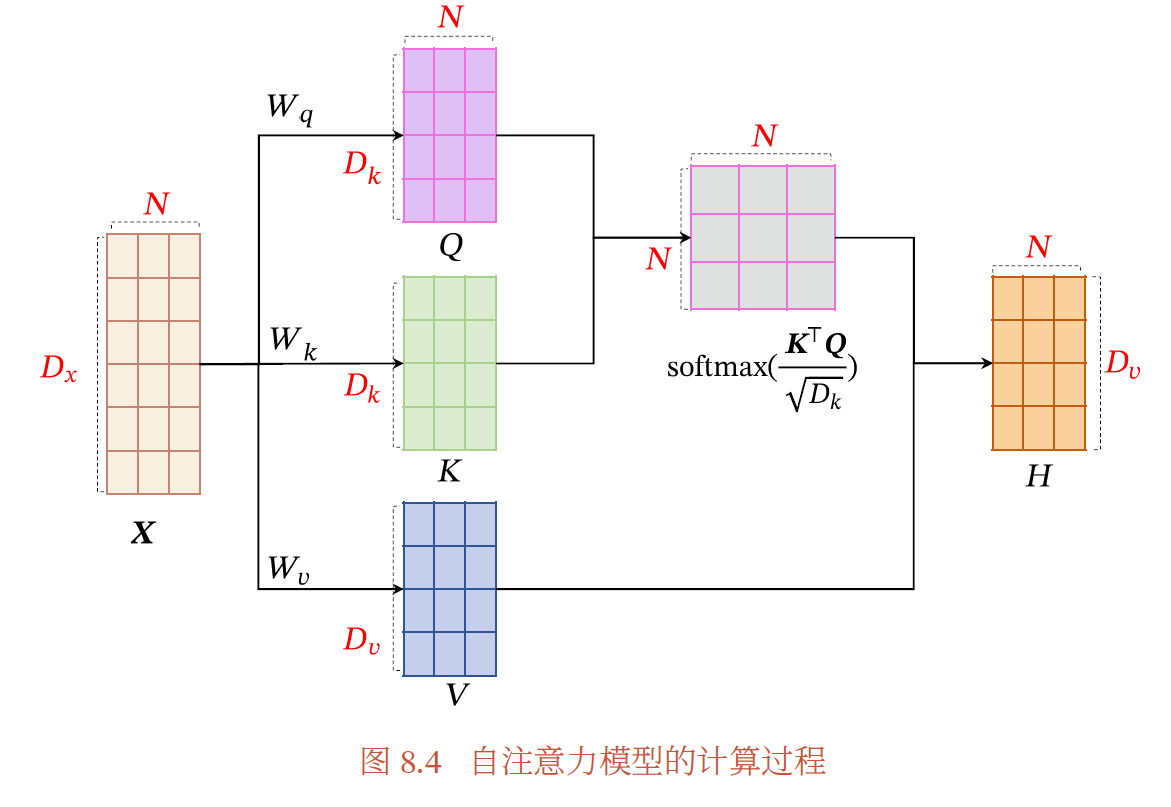 N
W_q
D_k
Q
N
D_x
X
W_k
D_k
K
W_v
D_v
V
N
N
softmax(K^⊤Q/√D_k)
N
D_v
H
图 8.4 自注意力模型的计算过程